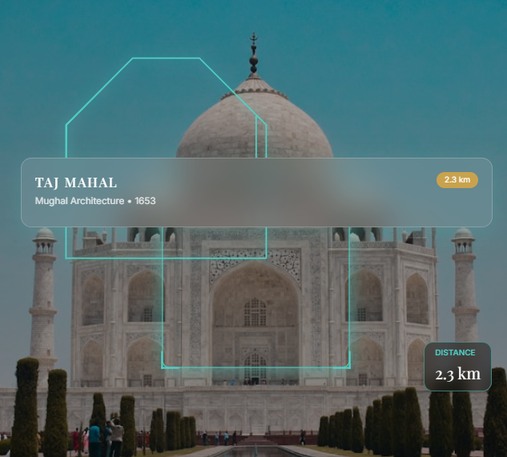 TAJ MAHAL
2.3 km
Mughal Architecture • 1653
DISTANCE
2.3 km